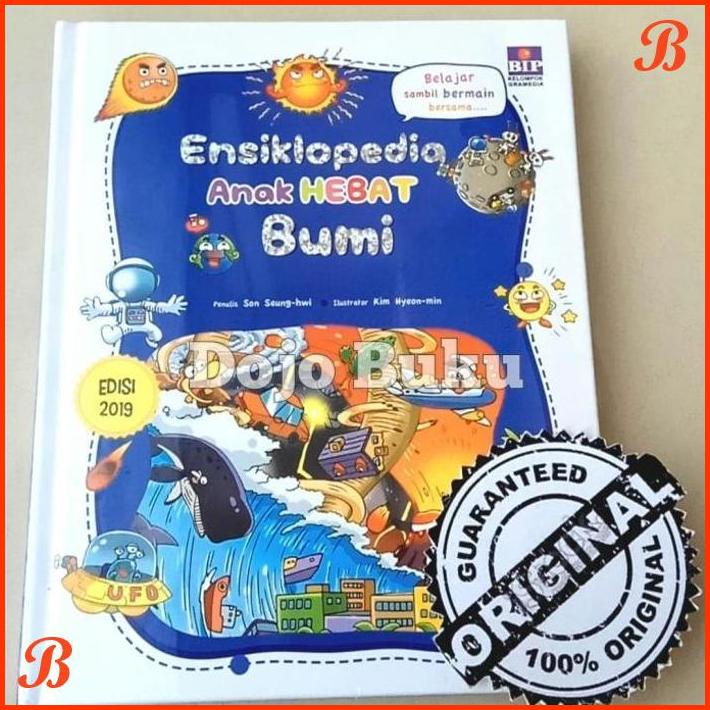 B
BIP
KELOMPOK
GRAMEDIA
Belajar
sambil bermain
bersama....
Ensiklopedia
Anak HEBAT
Bumi
Penulis Son Seung-hwi Ilustrator Kim Hyeon-min
Dojo Buku
EDISI
2019
UFO
GUARANTEED
ORIGINAL
100% ORIGINAL
B